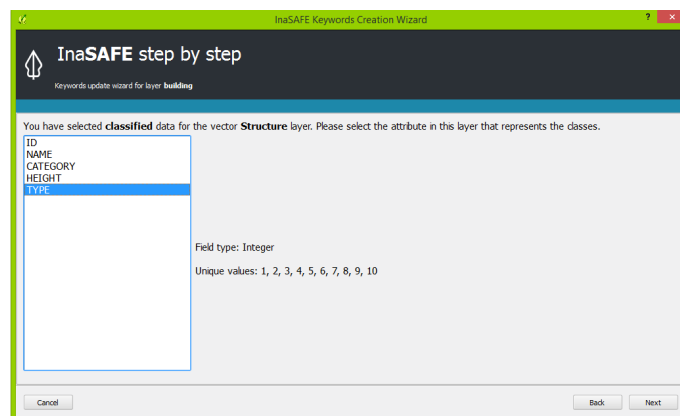 InaSAFE Keywords Creation Wizard
?
×
InaSAFE step by step
Keywords update wizard for layer building
You have selected classified data for the vector Structure layer. Please select the attribute in this layer that represents the classes.
ID
NAME
CATEGORY
HEIGHT
TYPE
Field type: Integer
Unique values: 1, 2, 3, 4, 5, 6, 7, 8, 9, 10
Cancel
Back
Next